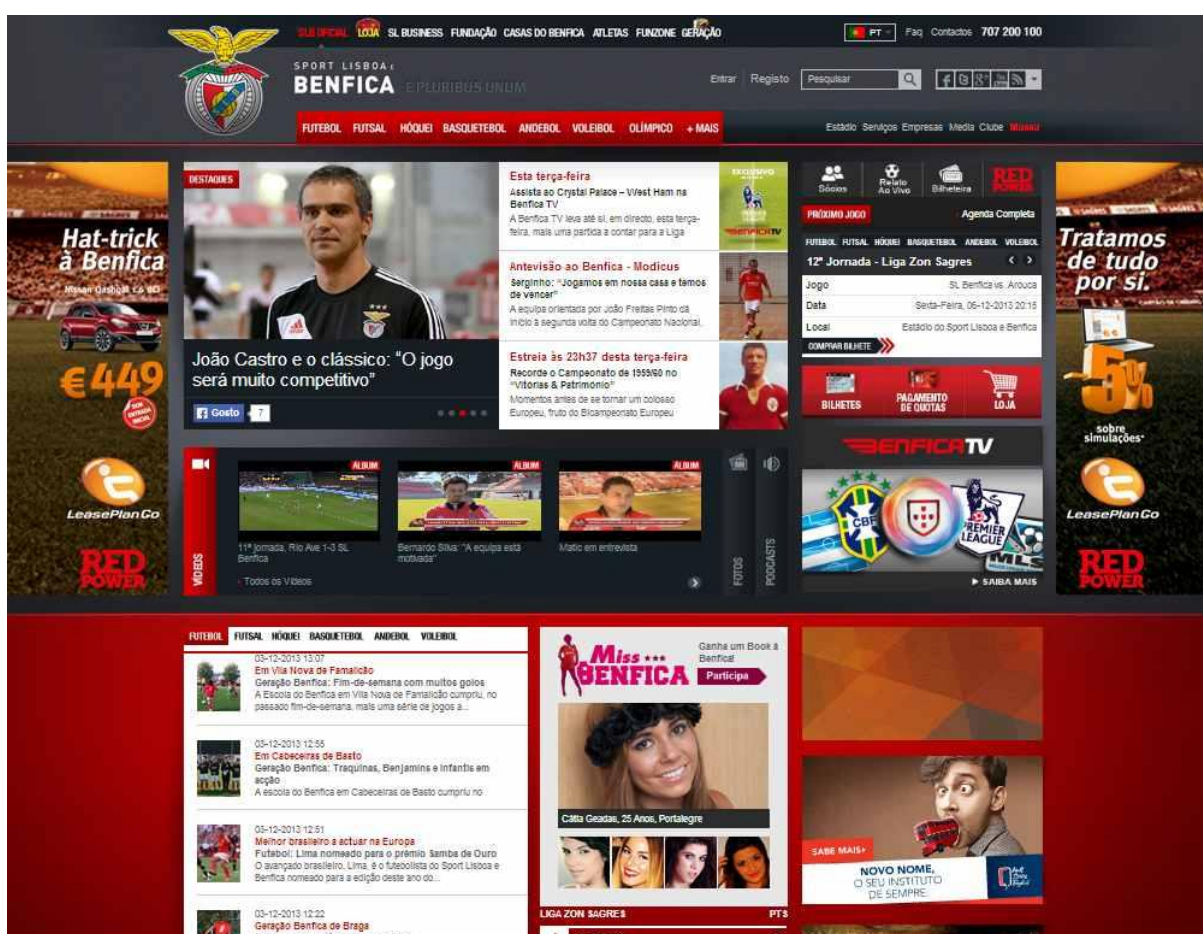 SLB OFICIAL LOJA SL BUSINESS FUNDAÇÃO CASAS DO BENFICA ATLETAS FUNZONE GERAÇÃO
PT Faq Contactos 707 200 100
SPORT LISBOA E
BENFICA E PLURIBUS UNUM
Entrar Registo Pesquisar
FUTEBOL FUTSAL HÓQUEI BASQUETEBOL ANDEBOL VOLEIBOL OLÍMPICO + MAIS
Estádio Serviços Empresas Media Clube Museu
Hat-trick
à Benfica
Nissan Qashqai 1.6 dCi
€449
SEM
ENTRADA
INICIAL
LeasePlanGo
RED
POWER
DESTAQUES
João Castro e o clássico: “O jogo
será muito competitivo”
Gosto 7
Esta terça-feira
Assista ao Crystal Palace – West Ham na
Benfica TV
A Benfica TV leva até si, em directo, esta terça-
feira, mais uma partida a contar para a Liga
EXCLUSIVO
BENFICATV
Antevisão ao Benfica - Modicus
Serginho: “Jogamos em nossa casa e temos
de vencer”
A equipa orientada por João Freitas Pinto dá
início à segunda volta do Campeonato Nacional,
Estreia às 23h37 desta terça-feira
Recorde o Campeonato de 1959/60 no
“Vitórias & Património”
Momentos antes de se tornar um colosso
Europeu, fruto do Bicampeonato Europeu
Sócios
Relato
Ao Vivo
Bilheteira
RED
POWER
PRÓXIMO JOGO Agenda Completa
FUTEBOL FUTSAL HÓQUEI BASQUETEBOL ANDEBOL VOLEIBOL
12ª Jornada - Liga Zon Sagres
Jogo SL Benfica vs. Arouca
Data Sexta-Feira, 06-12-2013 20:15
Local Estádio do Sport Lisboa e Benfica
COMPRAR BILHETE
BILHETES
PAGAMENTO
DE QUOTAS
LOJA
Tratamos
de tudo
por si.
5%
sobre
simulações*
LeasePlanGo
RED
POWER
VÍDEOS
ÁLBUM
ÁLBUM
ÁLBUM
11ª jornada, Rio Ave 1-3 SL
Benfica
Bernardo Silva: “A equipa está
motivada”
Matic em entrevista
Todos os Vídeos
FOTOS
PODCASTS
BENFICATV
CBF
PREMIER
LEAGUE
MLS
SAIBA MAIS
FUTEBOL FUTSAL HÓQUEI BASQUETEBOL ANDEBOL VOLEIBOL
03-12-2013 13:07
Em Vila Nova de Famalicão
Geração Benfica: Fim-de-semana com muitos golos
A Escola do Benfica em Vila Nova de Famalicão cumpriu, no
passado fim-de-semana, mais uma série de jogos a...
03-12-2013 12:55
Em Cabeceiras de Basto
Geração Benfica: Traquinas, Benjamins e Infantis em
acção
A escola do Benfica em Cabeceiras de Basto cumpriu no
03-12-2013 12:51
Melhor brasileiro a actuar na Europa
Futebol: Lima nomeado para o prémio Samba de Ouro
O avançado brasileiro, Lima, é o futebolista do Sport Lisboa e
Benfica nomeado para a edição deste ano do...
03-12-2013 12:22
Geração Benfica de Braga
Miss
BENFICA
Ganha um Book à
Benfica!
Participa
Cátia Geadas, 25 Anos, Portalegre
LIGA ZON SAGRES PTS
SABE MAIS+
NOVO NOME,
O SEU INSTITUTO
DE SEMPRE.